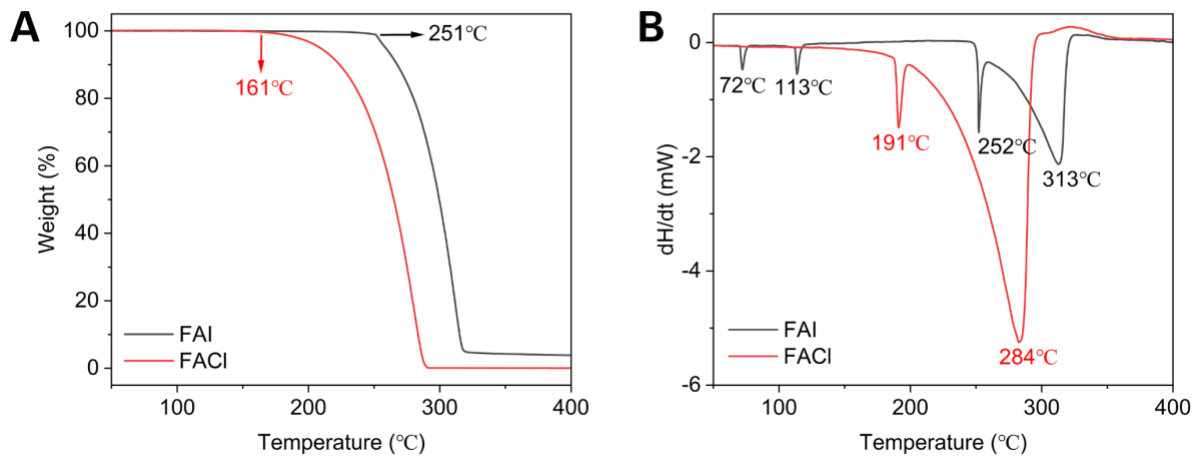 A
100
80
60
40
20
0
Weight (%)
251℃
161℃
FAI
FACl
100
200
300
400
Temperature (℃)
B
0
-2
-4
-6
dH/dt (mW)
72℃
113℃
191℃
252℃
313℃
284℃
FAI
FACl
100
200
300
400
Temperature (℃)